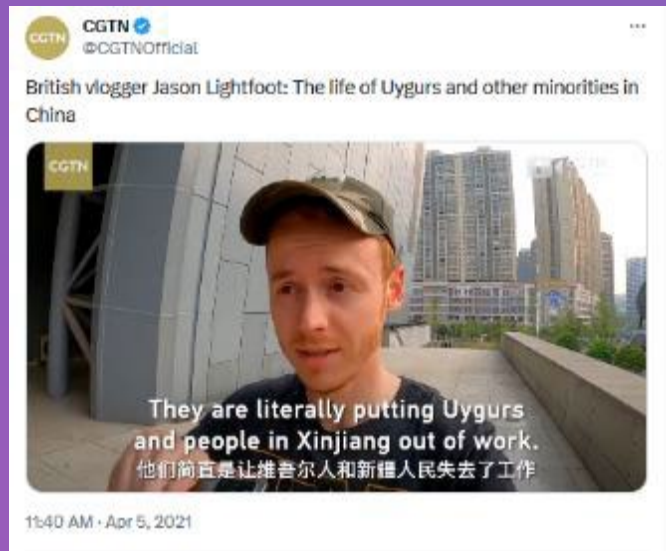 CGTN
CGTN
@CGTNOfficial
British vlogger Jason Lightfoot: The life of Uygurs and other minorities in
China
CGTN
They are literally putting Uygurs
and people in Xinjiang out of work.
他们简直是让维吾尔人和新疆人民失去了工作
11:40 AM · Apr 5, 2021